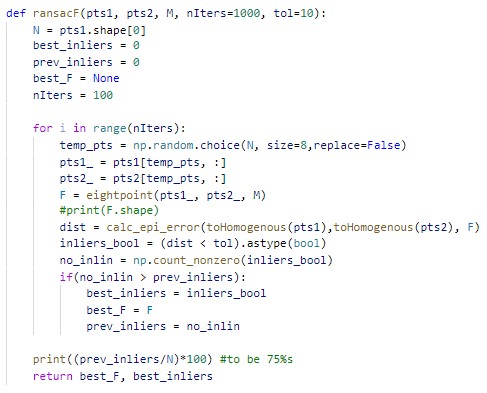 def ransacF(pts1, pts2, M, nIters=1000, tol=10):
    N = pts1.shape[0]
    best_inliers = 0
    prev_inliers = 0
    best_F = None
    nIters = 100

    for i in range(nIters):
        temp_pts = np.random.choice(N, size=8,replace=False)
        pts1_ = pts1[temp_pts, :]
        pts2_ = pts2[temp_pts, :]
        F = eightpoint(pts1_, pts2_, M)
        #print(F.shape)
        dist = calc_epi_error(toHomogenous(pts1),toHomogenous(pts2), F)
        inliers_bool = (dist < tol).astype(bool)
        no_inlin = np.count_nonzero(inliers_bool)
        if(no_inlin > prev_inliers):
            best_inliers = inliers_bool
            best_F = F
            prev_inliers = no_inlin

    print((prev_inliers/N)*100) #to be 75%s
    return best_F, best_inliers